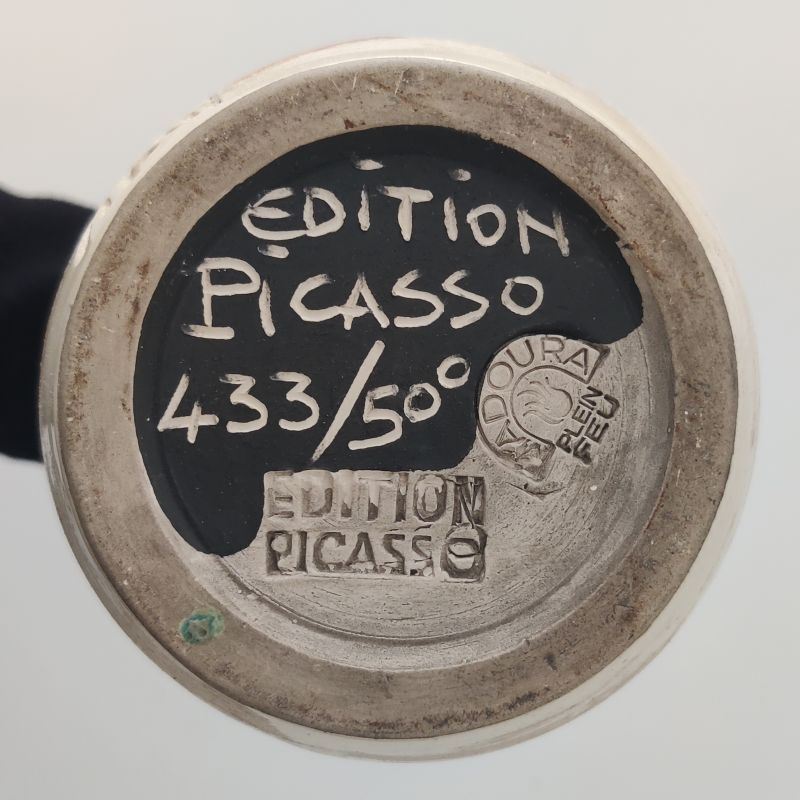 EDITION
PICASSO
433/500
MADOURA
PLEIN
FEU
EDITION
PICASSO